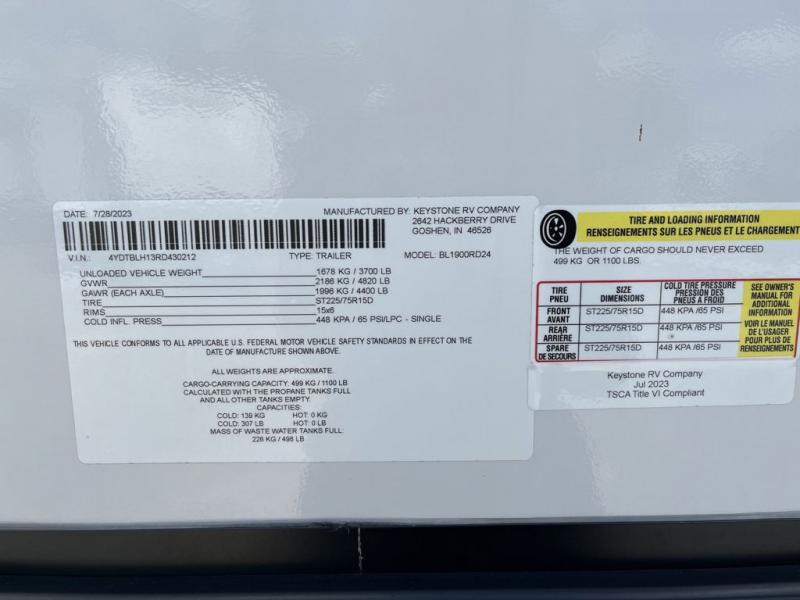 DATE: 7/28/2023 MANUFACTURED BY: KEYSTONE RV COMPANY
2642 HACKBERRY DRIVE
GOSHEN, IN 46526
V.I.N.: 4YDTBLH13RD430212 TYPE: TRAILER MODEL: BL1900RD24
UNLOADED VEHICLE WEIGHT 1678 KG / 3700 LB
GVWR 2186 KG / 4820 LB
GAWR (EACH AXLE) 1996 KG / 4400 LB
TIRE ST225/75R15D
RIMS 15x6
COLD INFL. PRESS 448 KPA / 65 PSI/LPC - SINGLE
THIS VEHICLE CONFORMS TO ALL APPLICABLE U.S. FEDERAL MOTOR VEHICLE SAFETY STANDARDS IN EFFECT ON THE
DATE OF MANUFACTURE SHOWN ABOVE.
ALL WEIGHTS ARE APPROXIMATE.
CARGO-CARRYING CAPACITY: 499 KG / 1100 LB
CALCULATED WITH THE PROPANE TANKS FULL
AND ALL OTHER TANKS EMPTY.
CAPACITIES:
COLD: 139 KG HOT: 0 KG
COLD: 307 LB HOT: 0 LB
MASS OF WASTE WATER TANKS FULL:
226 KG / 498 LB
TIRE AND LOADING INFORMATION
RENSEIGNEMENTS SUR LES PNEUS ET LE CHARGEMENT
THE WEIGHT OF CARGO SHOULD NEVER EXCEED
499 KG OR 1100 LBS.
TIRE
PNEU
SIZE
DIMENSIONS
COLD TIRE PRESSURE
PRESSION DES
PNEUS À FROID
FRONT
AVANT
ST225/75R15D 448 KPA /65 PSI
REAR
ARRIÈRE
ST225/75R15D 448 KPA /65 PSI
SPARE
DE SECOURS
ST225/75R15D 448 KPA /65 PSI
SEE OWNER'S
MANUAL FOR
ADDITIONAL
INFORMATION
VOIR LE MANUEL
DE L'USAGER
POUR PLUS DE
RENSEIGNEMENTS
Keystone RV Company
Jul 2023
TSCA Title VI Compliant